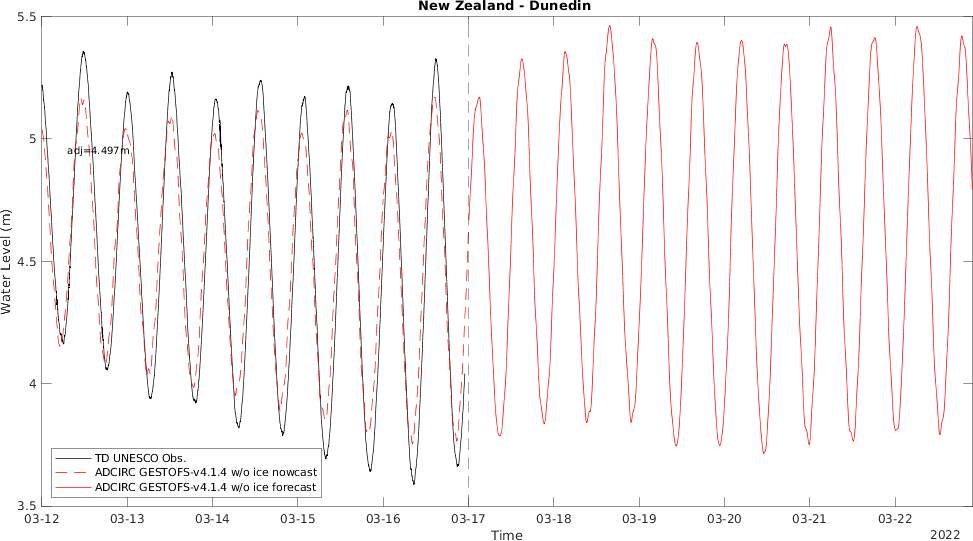 New Zealand - Dunedin
5.5
5
4.5
4
3.5
Water Level (m)
adj=4.497m
TD UNESCO Obs.
ADCIRC GESTOFS-v4.1.4 w/o ice nowcast
ADCIRC GESTOFS-v4.1.4 w/o ice forecast
03-12 03-13 03-14 03-15 03-16 03-17 03-18 03-19 03-20 03-21 03-22
Time
2022